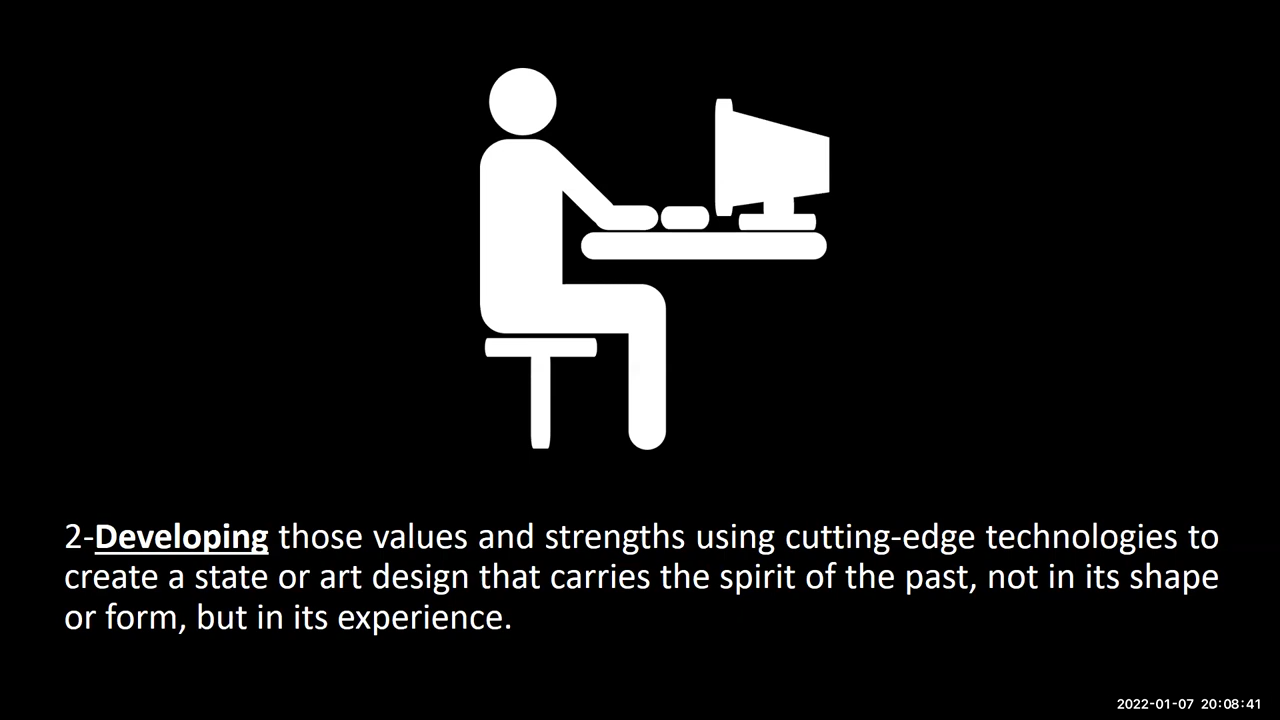 2-Developing those values and strengths using cutting-edge technologies to
create a state or art design that carries the spirit of the past, not in its shape
or form, but in its experience.
2022-01-07 20:08:41